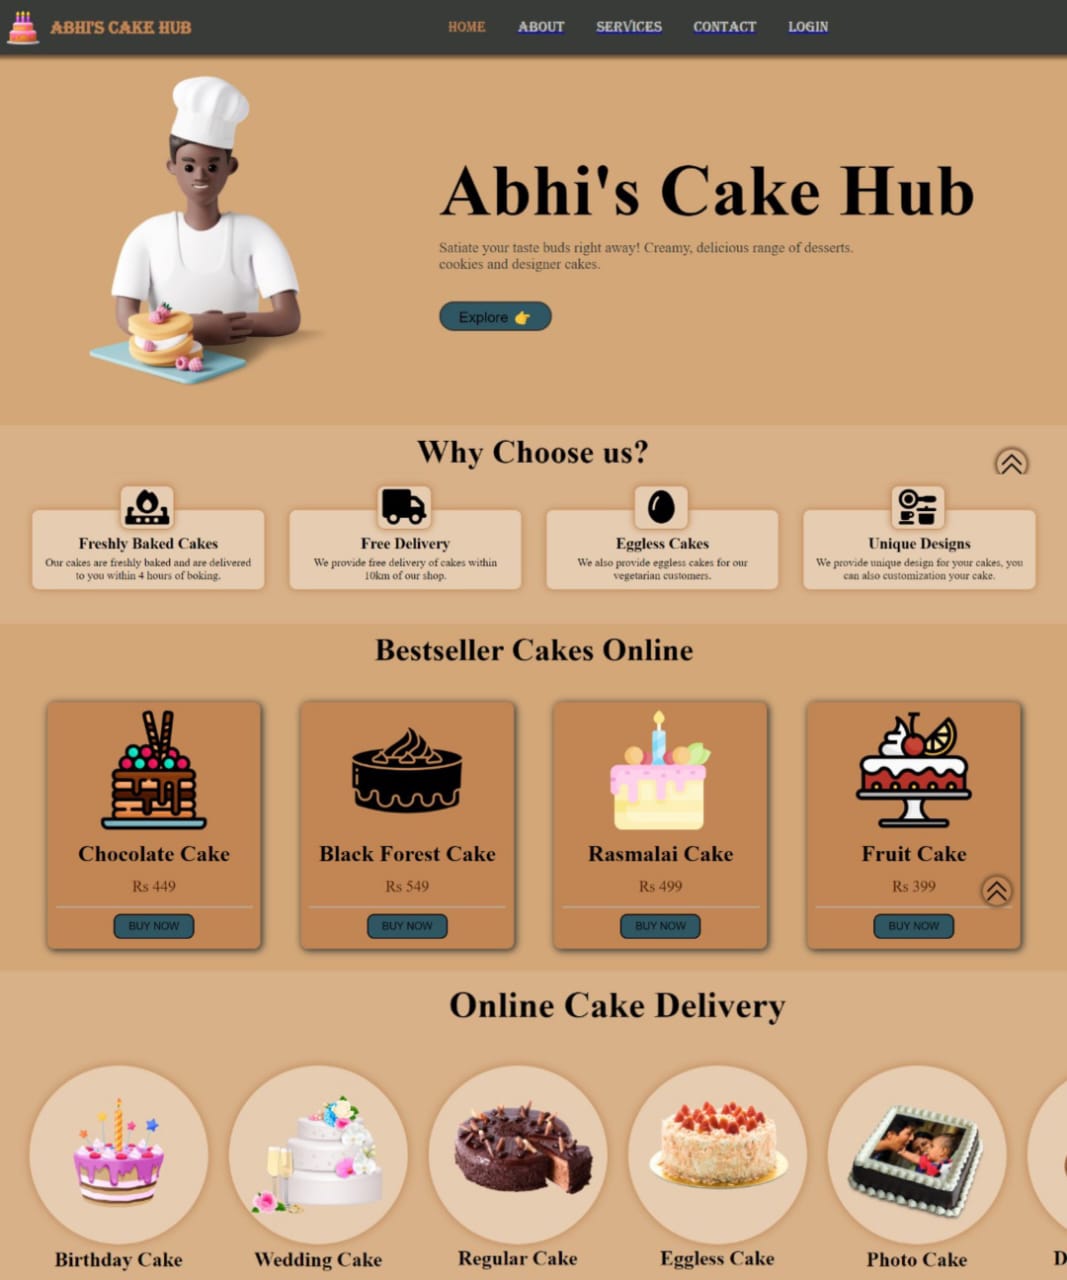 ABHI'S CAKE HUB
HOME ABOUT SERVICES CONTACT LOGIN
Abhi's Cake Hub
Satiate your taste buds right away! Creamy, delicious range of desserts.
cookies and designer cakes.
Explore 👉
Why Choose us?
Freshly Baked Cakes
Our cakes are freshly baked and are delivered
to you within 4 hours of boking.
Free Delivery
We provide free delivery of cakes within
10km of our shop.
Eggless Cakes
We also provide eggless cakes for our
vegetarian customers.
Unique Designs
We provide unique design for your cakes, you
can also customization your cake.
Bestseller Cakes Online
Chocolate Cake
Rs 449
BUY NOW
Black Forest Cake
Rs 549
BUY NOW
Rasmalai Cake
Rs 499
BUY NOW
Fruit Cake
Rs 399
BUY NOW
Online Cake Delivery
Birthday Cake
Wedding Cake
Regular Cake
Eggless Cake
Photo Cake
D